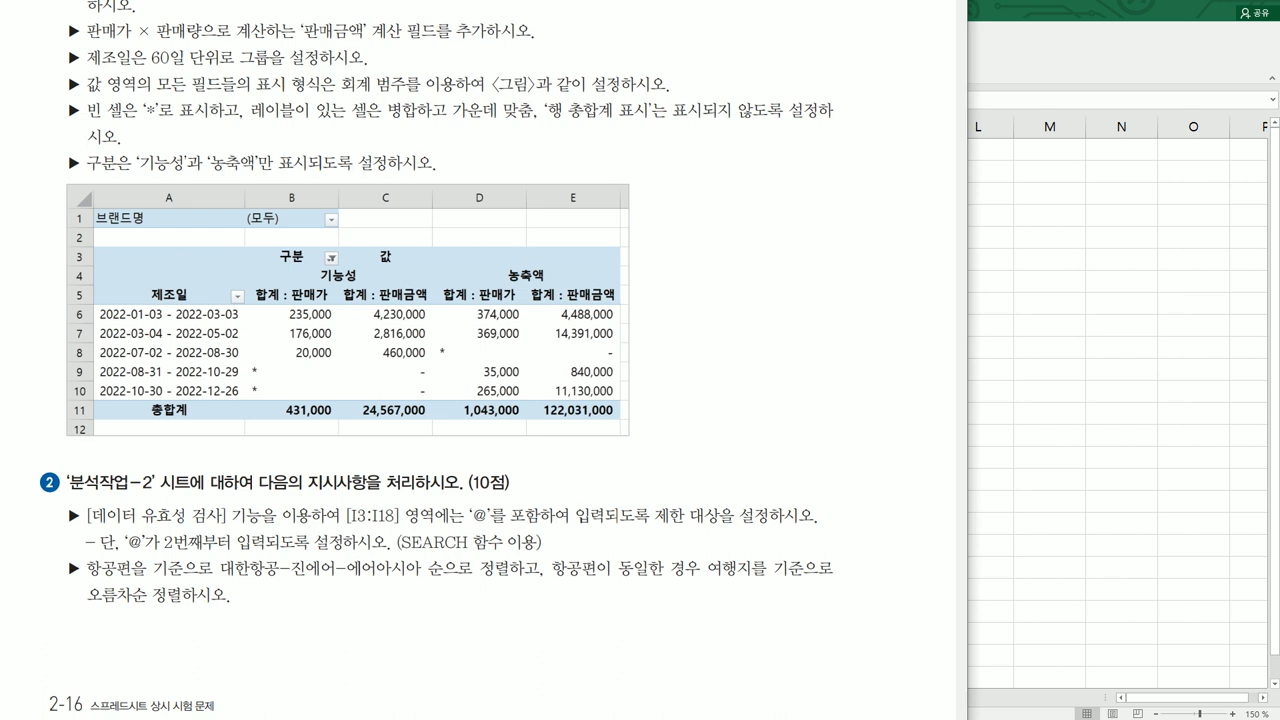 하시오.
공유
▶ 판매가 × 판매량으로 계산하는 ‘판매금액’ 계산 필드를 추가하시오.
▶ 제조일은 60일 단위로 그룹을 설정하시오.
▶ 값 영역의 모든 필드들의 표시 형식은 회계 범주를 이용하여 〈그림〉과 같이 설정하시오.
▶ 빈 셀은 ‘*’로 표시하고, 레이블이 있는 셀은 병합하고 가운데 맞춤, ‘행 총합계 표시’는 표시되지 않도록 설정하
시오.
▶ 구분은 ‘기능성’과 ‘농축액’만 표시되도록 설정하시오.
L M N O P
A B C D E
1 브랜드명 (모두)
2
3 구분 값
4 기능성 농축액
5 제조일 합계 : 판매가 합계 : 판매금액 합계 : 판매가 합계 : 판매금액
6 2022-01-03 - 2022-03-03 235,000 4,230,000 374,000 4,488,000
7 2022-03-04 - 2022-05-02 176,000 2,816,000 369,000 14,391,000
8 2022-07-02 - 2022-08-30 20,000 460,000 * -
9 2022-08-31 - 2022-10-29 * - 35,000 840,000
10 2022-10-30 - 2022-12-26 * - 265,000 11,130,000
11 총합계 431,000 24,567,000 1,043,000 122,031,000
12
2 ‘분석작업-2’ 시트에 대하여 다음의 지시사항을 처리하시오. (10점)
▶ [데이터 유효성 검사] 기능을 이용하여 [I3:I18] 영역에는 ‘@’를 포함하여 입력되도록 제한 대상을 설정하시오.
– 단, ‘@’가 2번째부터 입력되도록 설정하시오. (SEARCH 함수 이용)
▶ 항공편을 기준으로 대한항공-진에어-에어아시아 순으로 정렬하고, 항공편이 동일한 경우 여행지를 기준으로
오름차순 정렬하시오.
2-16 스프레드시트 상시 시험 문제
150 %